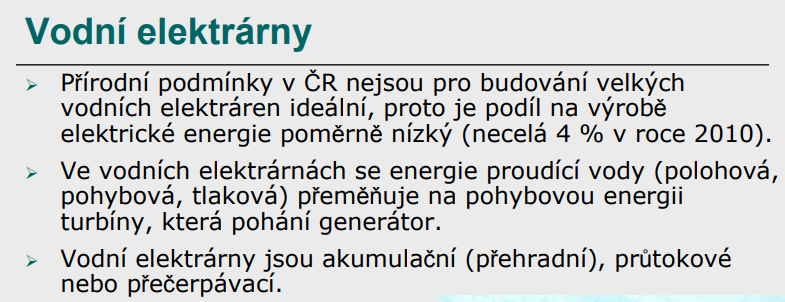 Vodní elektrárny
➢ Přírodní podmínky v ČR nejsou pro budování velkých
vodních elektráren ideální, proto je podíl na výrobě
elektrické energie poměrně nízký (necelá 4 % v roce 2010).
➢ Ve vodních elektrárnách se energie proudící vody (polohová,
pohybová, tlaková) přeměňuje na pohybovou energii
turbíny, která pohání generátor.
➢ Vodní elektrárny jsou akumulační (přehradní), průtokové
nebo přečerpávací.